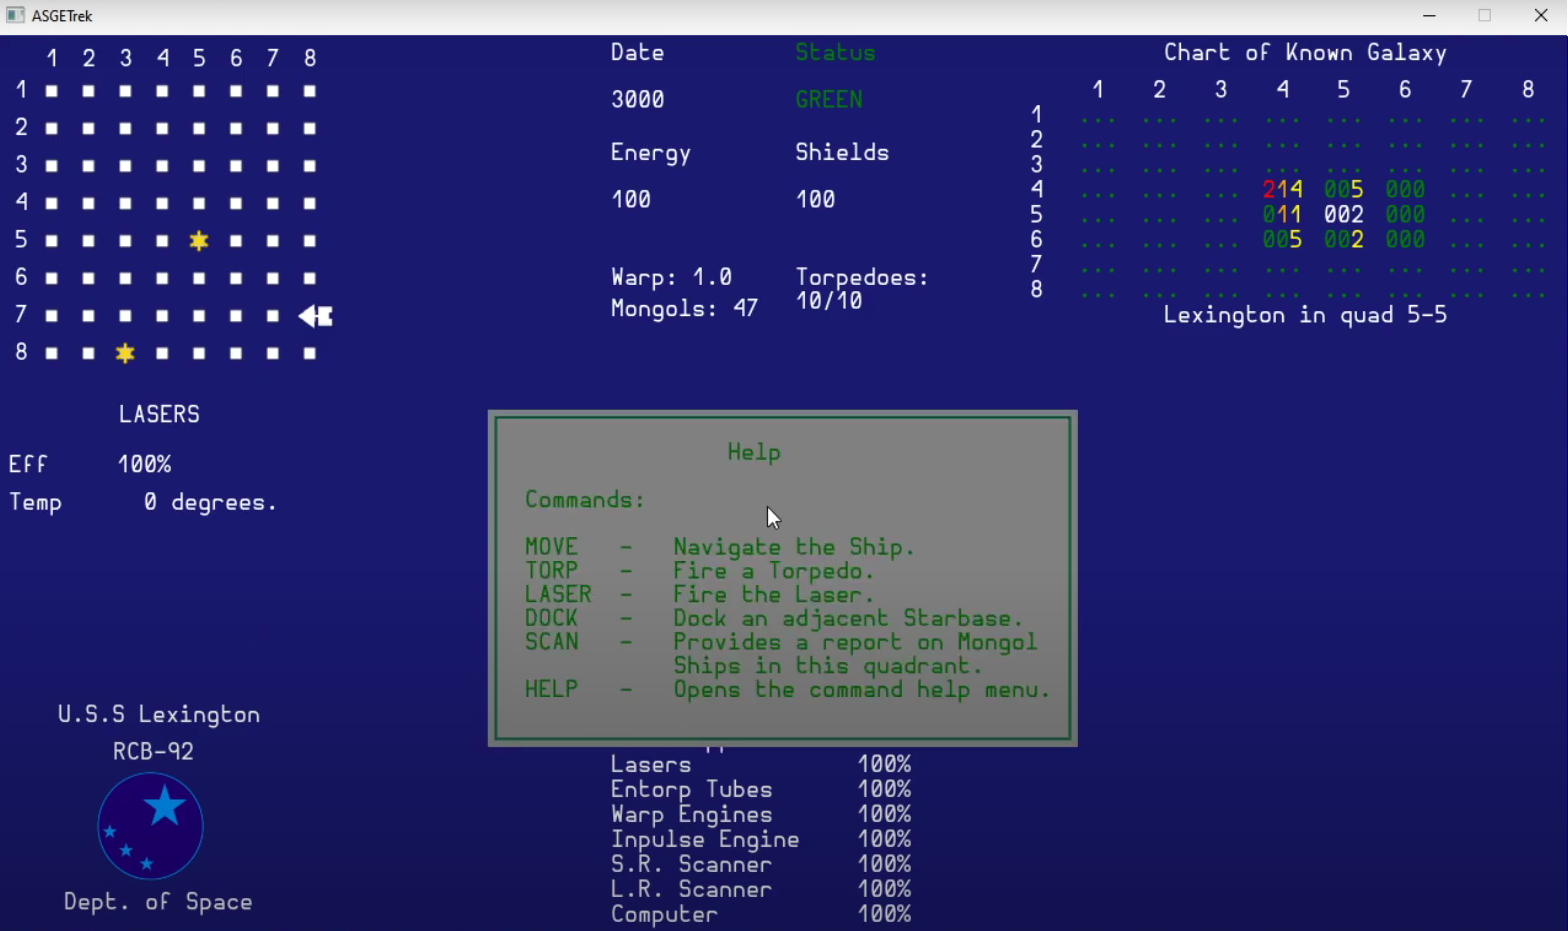 ASGETrek
1 2 3 4 5 6 7 8
1
2
3
4
5
6
7
8
LASERS
Eff 100%
Temp 0 degrees.
U.S.S Lexington
RCB-92
Dept. of Space
Date Status
3000 GREEN
Energy Shields
100 100
Warp: 1.0 Torpedoes:
Mongols: 47 10/10
Chart of Known Galaxy
1 2 3 4 5 6 7 8
1 ... ... ... ... ... ... ... ...
2 ... ... ... ... ... ... ... ...
3 ... ... ... ... ... ... ... ...
4 ... ... ... 214 005 000 ... ...
5 ... ... ... 011 002 000 ... ...
6 ... ... ... 005 002 000 ... ...
7 ... ... ... ... ... ... ... ...
8 ... ... ... ... ... ... ... ...
Lexington in quad 5-5
Help
Commands:
MOVE - Navigate the Ship.
TORP - Fire a Torpedo.
LASER - Fire the Laser.
DOCK - Dock an adjacent Starbase.
SCAN - Provides a report on Mongol
Ships in this quadrant.
HELP - Opens the command help menu.
Lasers 100%
Entorp Tubes 100%
Warp Engines 100%
Inpulse Engine 100%
S.R. Scanner 100%
L.R. Scanner 100%
Computer 100%